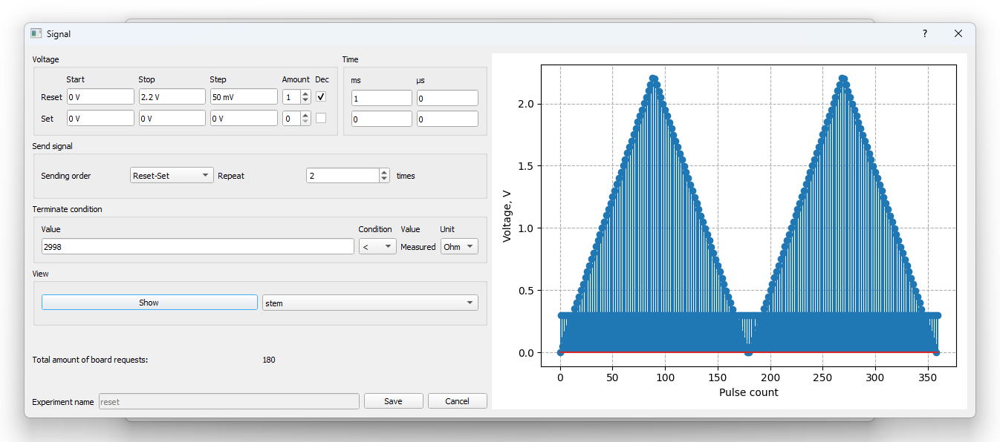 Signal ?
Voltage
Start Stop Step Amount Dec
Reset 0 V 2.2 V 50 mV 1
Set 0 V 0 V 0 V 0
Time
ms µs
1 0
0 0
Send signal
Sending order Reset-Set Repeat 2 times
Terminate condition
Value Condition Value Unit
2998 < Measured Ohm
View
Show stem
Total amount of board requests: 180
Experiment name reset Save Cancel
Voltage, V
2.0
1.5
1.0
0.5
0.0
0 50 100 150 200 250 300 350
Pulse count